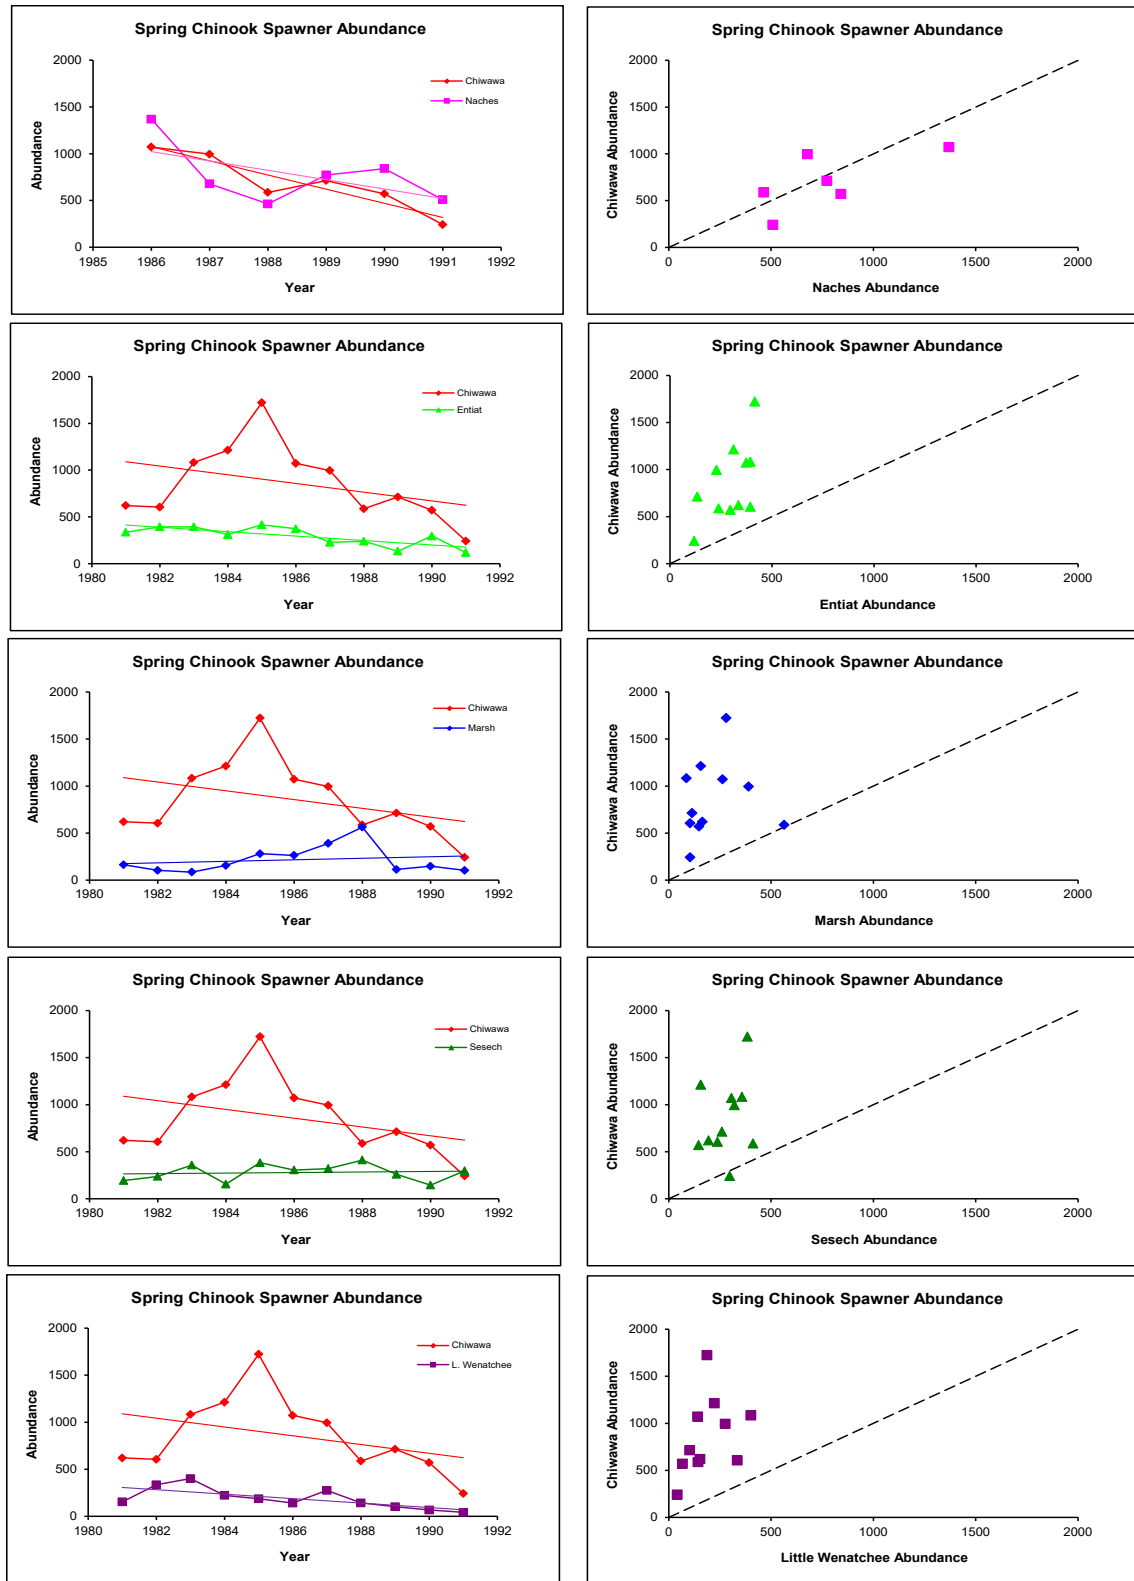 Spring Chinook Spawner Abundance
2000
1500
1000
500
0
Abundance
Chiwawa
Naches
1985 1986 1987 1988 1989 1990 1991 1992
Year
Spring Chinook Spawner Abundance
2000
1500
1000
500
0
Chiwawa Abundance
0 500 1000 1500 2000
Naches Abundance
Spring Chinook Spawner Abundance
2000
1500
1000
500
0
Abundance
Chiwawa
Entiat
1980 1982 1984 1986 1988 1990 1992
Year
Spring Chinook Spawner Abundance
2000
1500
1000
500
0
Chiwawa Abundance
0 500 1000 1500 2000
Entiat Abundance
Spring Chinook Spawner Abundance
2000
1500
1000
500
0
Abundance
Chiwawa
Marsh
1980 1982 1984 1986 1988 1990 1992
Year
Spring Chinook Spawner Abundance
2000
1500
1000
500
0
Chiwawa Abundance
0 500 1000 1500 2000
Marsh Abundance
Spring Chinook Spawner Abundance
2000
1500
1000
500
0
Abundance
Chiwawa
Sesech
1980 1982 1984 1986 1988 1990 1992
Year
Spring Chinook Spawner Abundance
2000
1500
1000
500
0
Chiwawa Abundance
0 500 1000 1500 2000
Sesech Abundance
Spring Chinook Spawner Abundance
2000
1500
1000
500
0
Abundance
Chiwawa
L. Wenatchee
1980 1982 1984 1986 1988 1990 1992
Year
Spring Chinook Spawner Abundance
2000
1500
1000
500
0
Chiwawa Abundance
0 500 1000 1500 2000
Little Wenatchee Abundance